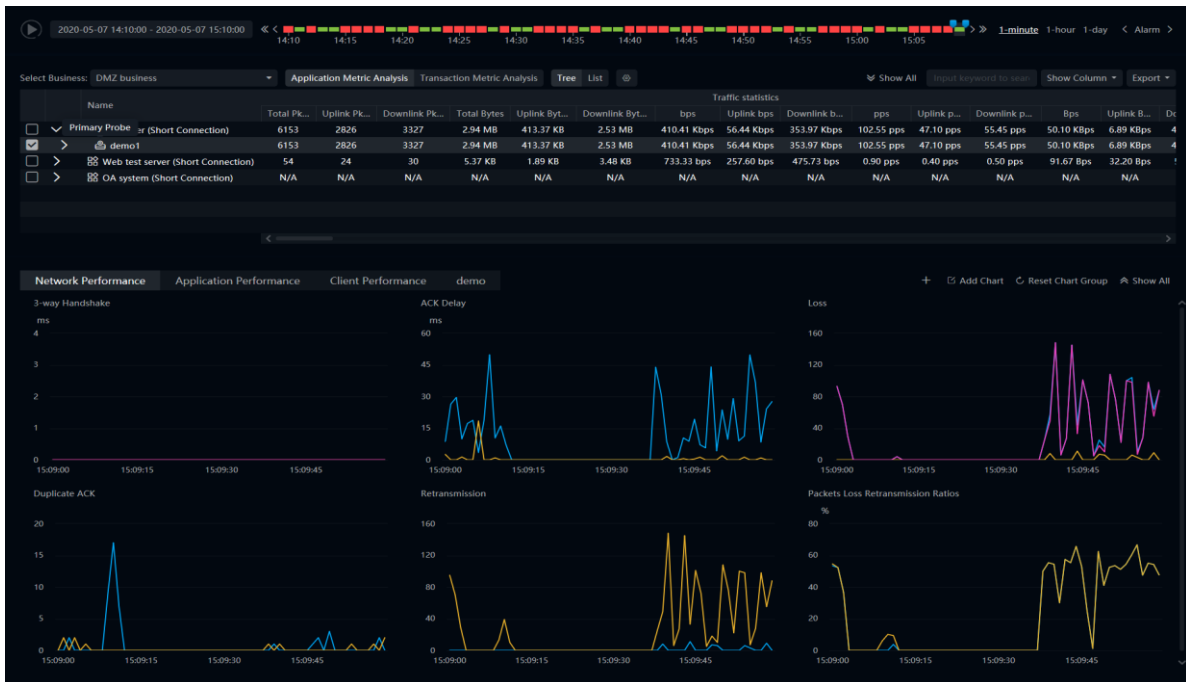 2020-05-07 14:10:00 - 2020-05-07 15:10:00 1-minute 1-hour 1-day Alarm
14:10 14:15 14:20 14:25 14:30 14:35 14:40 14:45 14:50 14:55 15:00 15:05
Select Business: DMZ business Application Metric Analysis Transaction Metric Analysis Tree List Show All Input keyword to sear Show Column Export
Traffic statistics
Name Total Pk... Uplink Pk... Downlink Pk... Total Bytes Uplink Byt... Downlink Byt... bps Uplink bps Downlink b... pps Uplink p... Downlink p... Bps Uplink B... Dc
Primary Probe er (Short Connection) 6153 2826 3327 2.94 MB 413.37 KB 2.53 MB 410.41 Kbps 56.44 Kbps 353.97 Kbps 102.55 pps 47.10 pps 55.45 pps 50.10 KBps 6.89 KBps 4
demo1 6153 2826 3327 2.94 MB 413.37 KB 2.53 MB 410.41 Kbps 56.44 Kbps 353.97 Kbps 102.55 pps 47.10 pps 55.45 pps 50.10 KBps 6.89 KBps 4
Web test server (Short Connection) 54 24 30 5.37 KB 1.89 KB 3.48 KB 733.33 bps 257.60 bps 475.73 bps 0.90 pps 0.40 pps 0.50 pps 91.67 Bps 32.20 Bps
OA system (Short Connection) N/A N/A N/A N/A N/A N/A N/A N/A N/A N/A N/A N/A N/A N/A
Network Performance Application Performance Client Performance demo + Add Chart Reset Chart Group Show All
3-way Handshake ACK Delay Loss
ms ms
4 60 160
3 45 120
2 30 80
1 15 40
0 0 0
15:09:00 15:09:15 15:09:30 15:09:45 15:09:00 15:09:15 15:09:30 15:09:45 15:09:00 15:09:15 15:09:30 15:09:45
Duplicate ACK Retransmission Packets Loss Retransmission Ratios
%
20 160 80
15 120 60
10 80 40
5 40 20
0 0 0
15:09:00 15:09:15 15:09:30 15:09:45 15:09:00 15:09:15 15:09:30 15:09:45 15:09:00 15:09:15 15:09:30 15:09:45